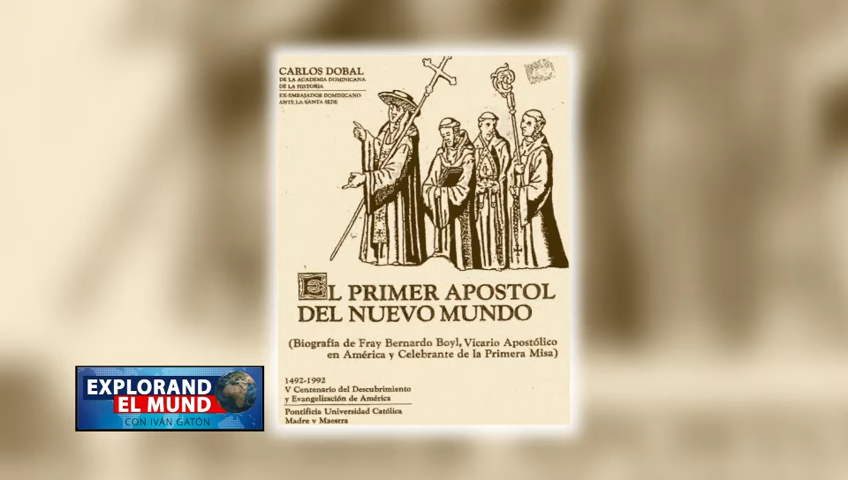 CARLOS DOBAL
DE LA ACADEMIA DOMINICANA
DE LA HISTORIA
EX-EMBAJADOR DOMINICANO
ANTE LA SANTA SEDE
EL PRIMER APOSTOL
DEL NUEVO MUNDO
(Biografía de Fray Bernardo Boyl, Vicario Apostólico
en América y Celebrante de la Primera Misa)
1492-1992
V Centenario del Descubrimiento
y Evangelización de América
Pontificia Universidad Católica
Madre y Maestra
EXPLORAND
EL MUND
CON IVÁN GATÓN